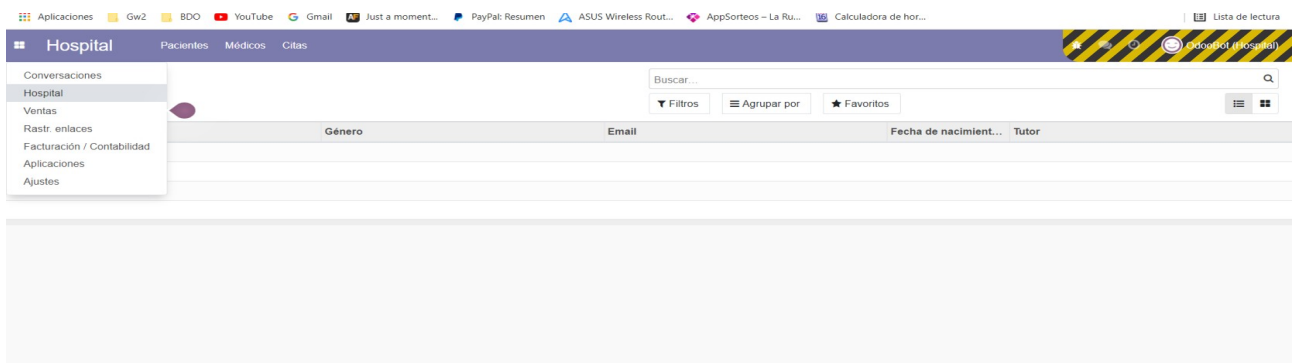 Aplicaciones Gw2 BDO YouTube Gmail Just a moment... PayPal: Resumen ASUS Wireless Rout... AppSorteos – La Ru... Calculadora de hor... Lista de lectura
Hospital Pacientes Médicos Citas OdooBot (Hospital)
Conversaciones
Hospital
Ventas
Rastr. enlaces
Facturación / Contabilidad
Aplicaciones
Ajustes
Buscar...
Filtros Agrupar por Favoritos
Género Email Fecha de nacimient... Tutor